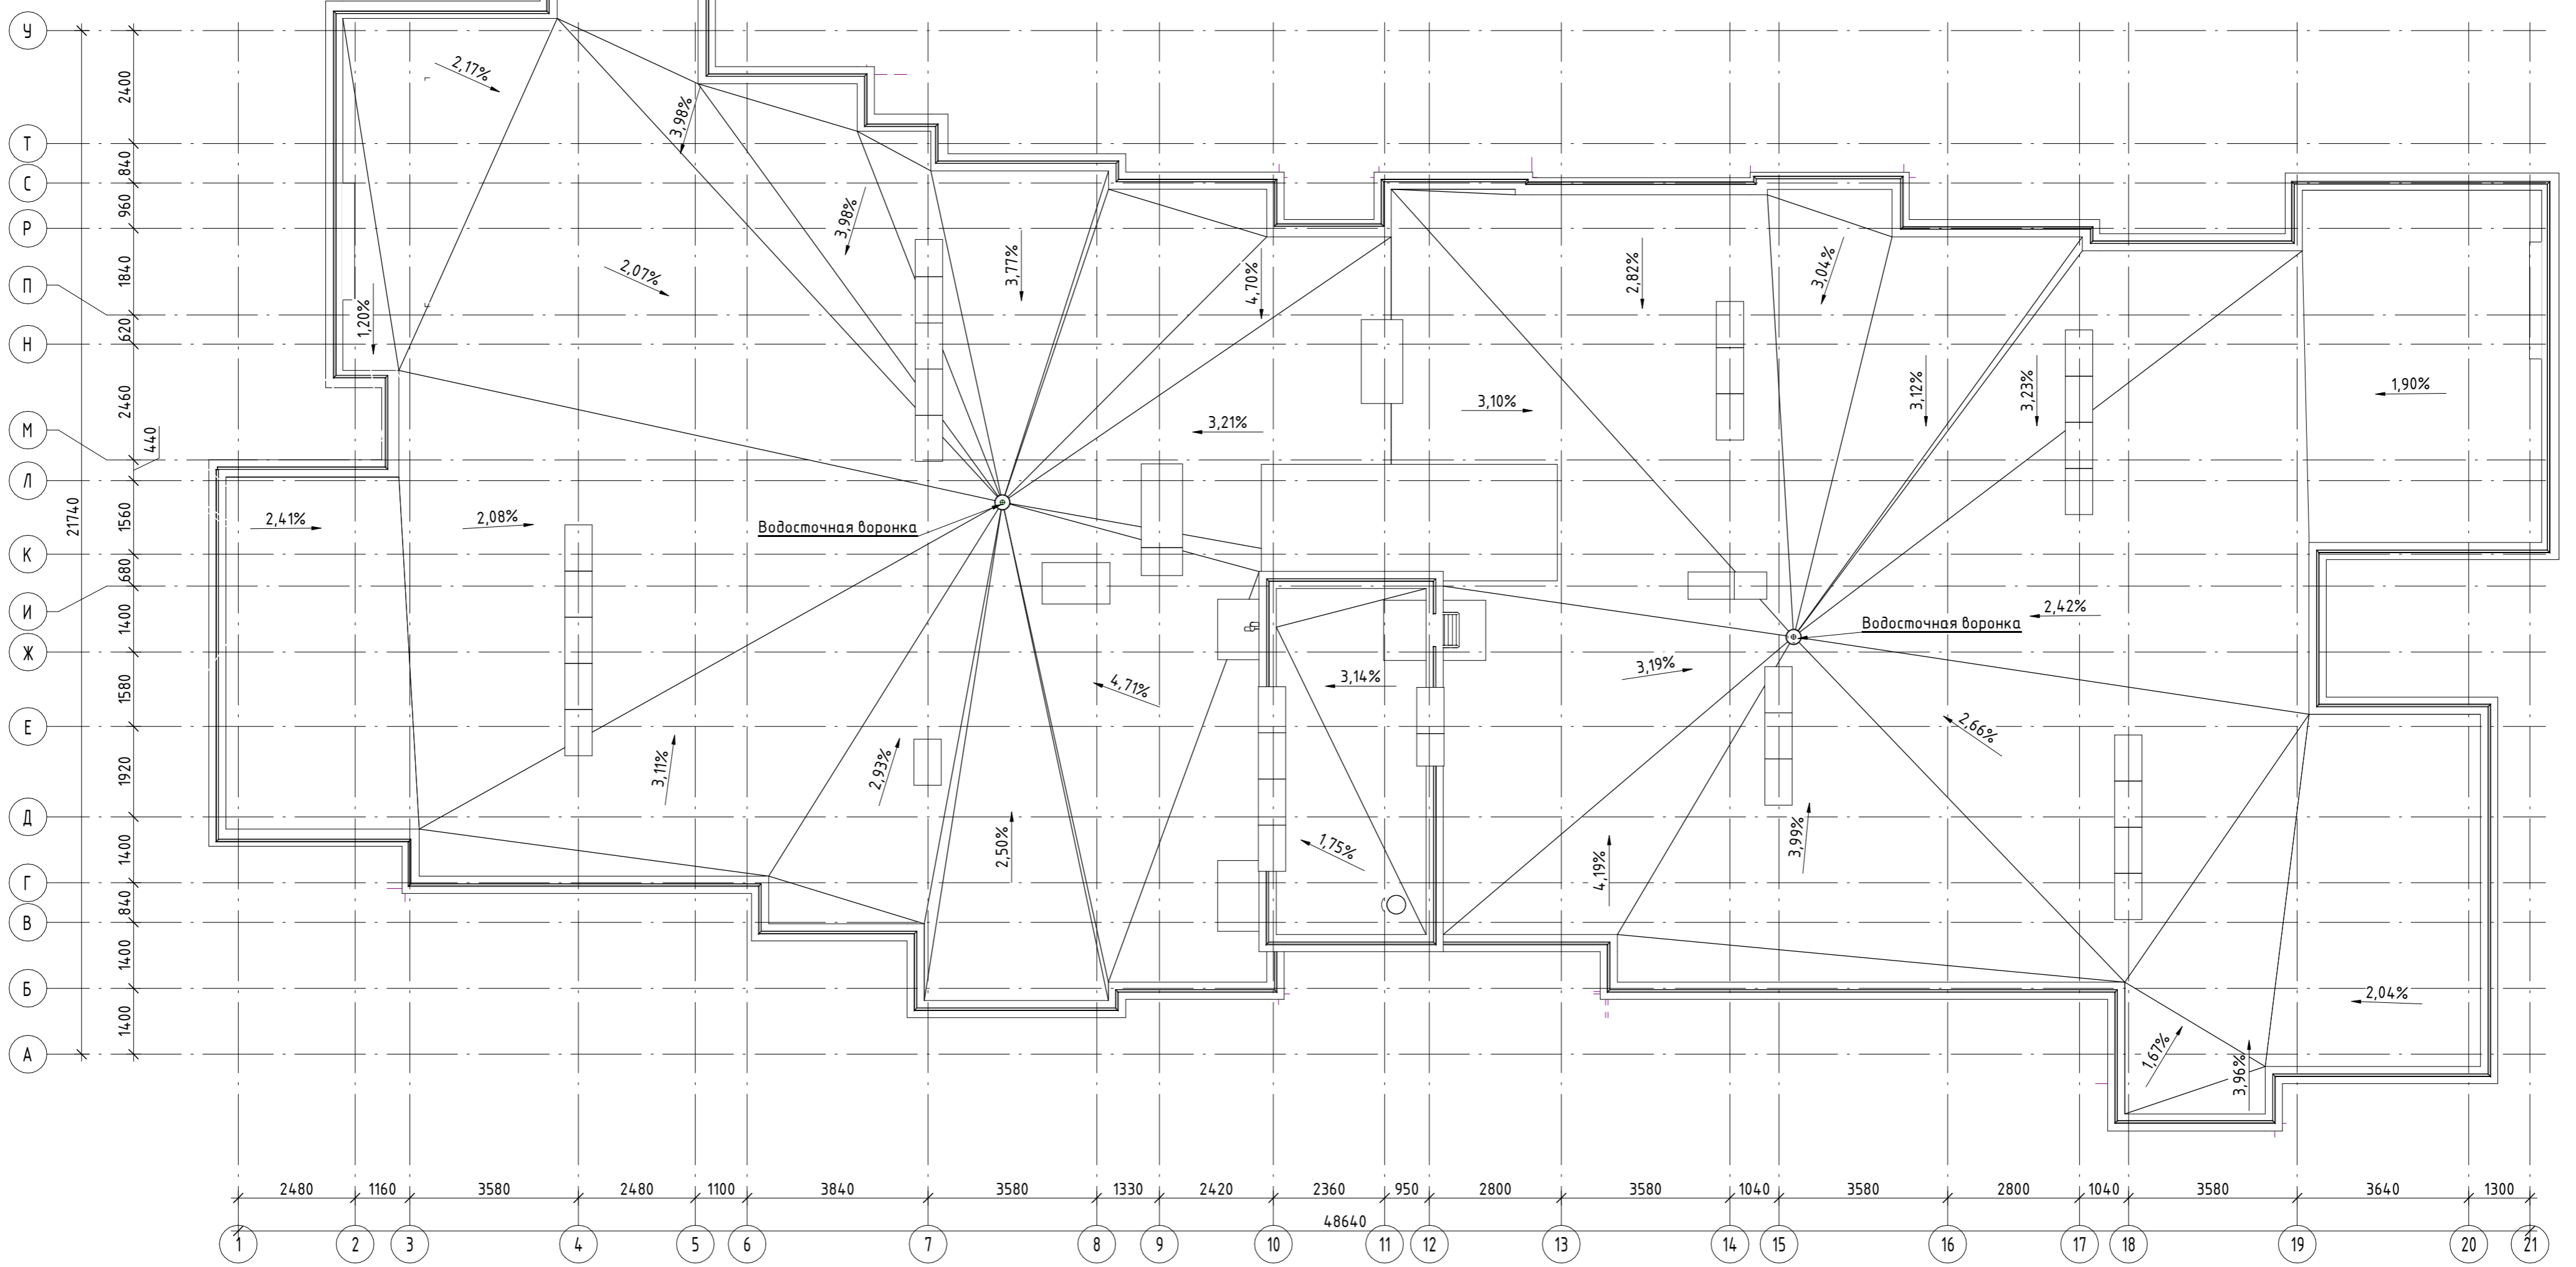 У
2400
2,17%
3,98%
Т
840
С
960
3,98%
Р
3,77%
4,70%
2,82%
3,04%
1840
2,07%
П
1,20%
620
Н
3,12%
3,23%
1,90%
2460
3,10%
М
440
3,21%
Л
21740
1560
2,41%
2,08%
Водосточная воронка
К
680
И
1400
2,42%
Водосточная воронка
Ж
3,19%
1580
4,71%
3,14%
Е
2,66%
1920
3,11%
2,93%
Д
1400
2,50%
1,75%
4,19%
3,99%
Г
840
В
1400
Б
2,04%
1400
1,67%
3,96%
А
2480 1160 3580 2480 1100 3840 3580 1330 2420 2360 950 2800 3580 1040 3580 2800 1040 3580 3640 1300
48640
1 2 3 4 5 6 7 8 9 10 11 12 13 14 15 16 17 18 19 20 21